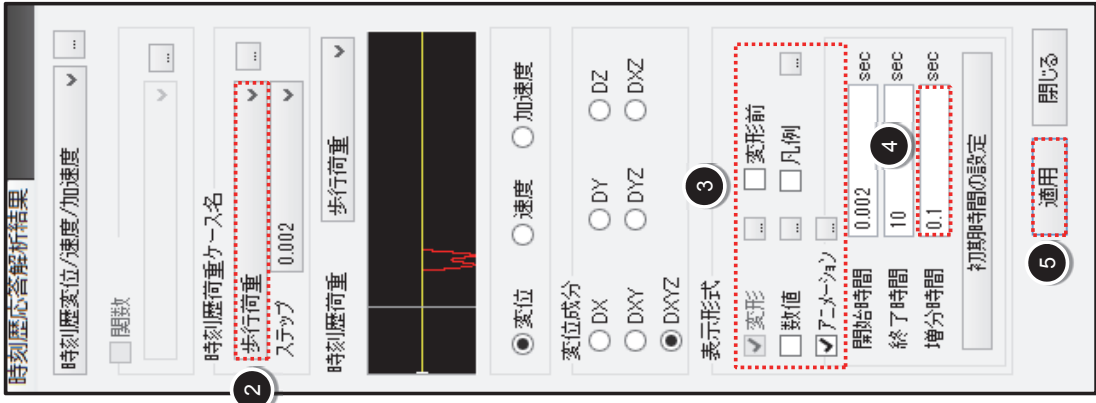 時刻歴応答解析結果
時刻歴変位/速度/加速度 ...
関数
...
時刻歴荷重ケース名
2 歩行荷重 ...
ステップ 0.002
時刻歴荷重 歩行荷重
変位 速度 加速度
変位成分
DX DY DZ
DXY DYZ DXZ
DXYZ
表示形式 3
変形 ... 変形前
数値 ... 凡例 ...
アニメーション ...
開始時間 0.002 sec
終了時間 10 4 sec
増分時間 0.1 sec
初期時間の設定
5 適用 閉じる